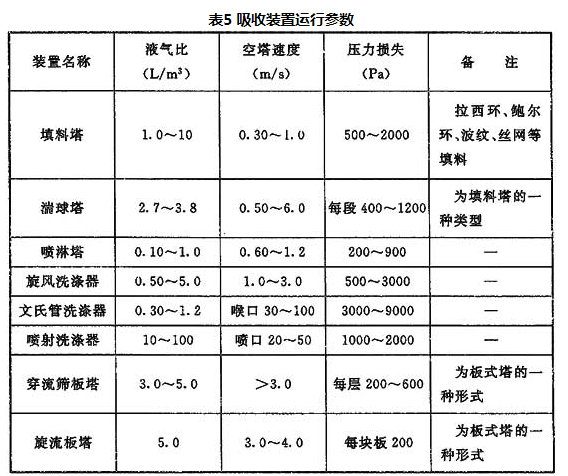 表5 吸收装置运行参数
装置名称 液气比 (L/m³) 空塔速度 (m/s) 压力损失 (Pa) 备 注
填料塔 1.0～10 0.30～1.0 500～2000 拉西环、鲍尔
环、波纹、丝网等
填料
湍球塔 2.7～3.8 0.50～6.0 每段 400～1200 为填料塔的一
种类型
喷淋塔 0.10～1.0 0.60～1.2 200～900 —
旋风洗涤器 0.50～5.0 1.0～3.0 500～3000 —
文氏管洗涤器 0.30～1.2 喉口 30～100 3000～9000 —
喷射洗涤器 10～100 喷口 20～50 1000～2000 —
穿流筛板塔 3.0～5.0 >3.0 每层 200～600 为板式塔的一
种形式
旋流板塔 5.0 3.0～4.0 每块板 200 为板式塔的一
种形式